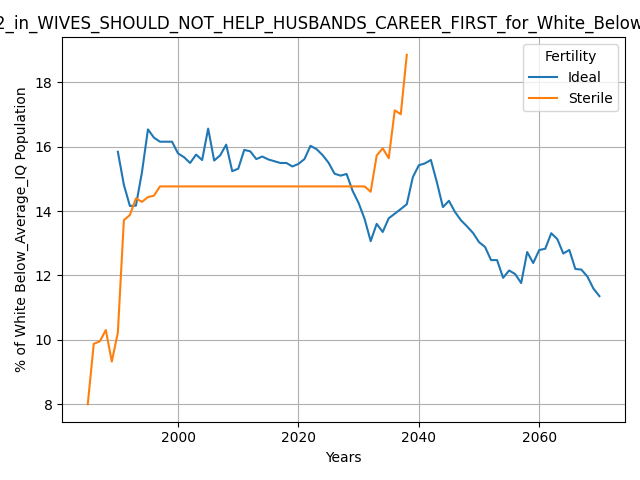 2_in_WIVES_SHOULD_NOT_HELP_HUSBANDS_CAREER_FIRST_for_White_Below
Fertility
Ideal
Sterile
% of White Below_Average_IQ Population
18
16
14
12
10
8
2000 2020 2040 2060
Years